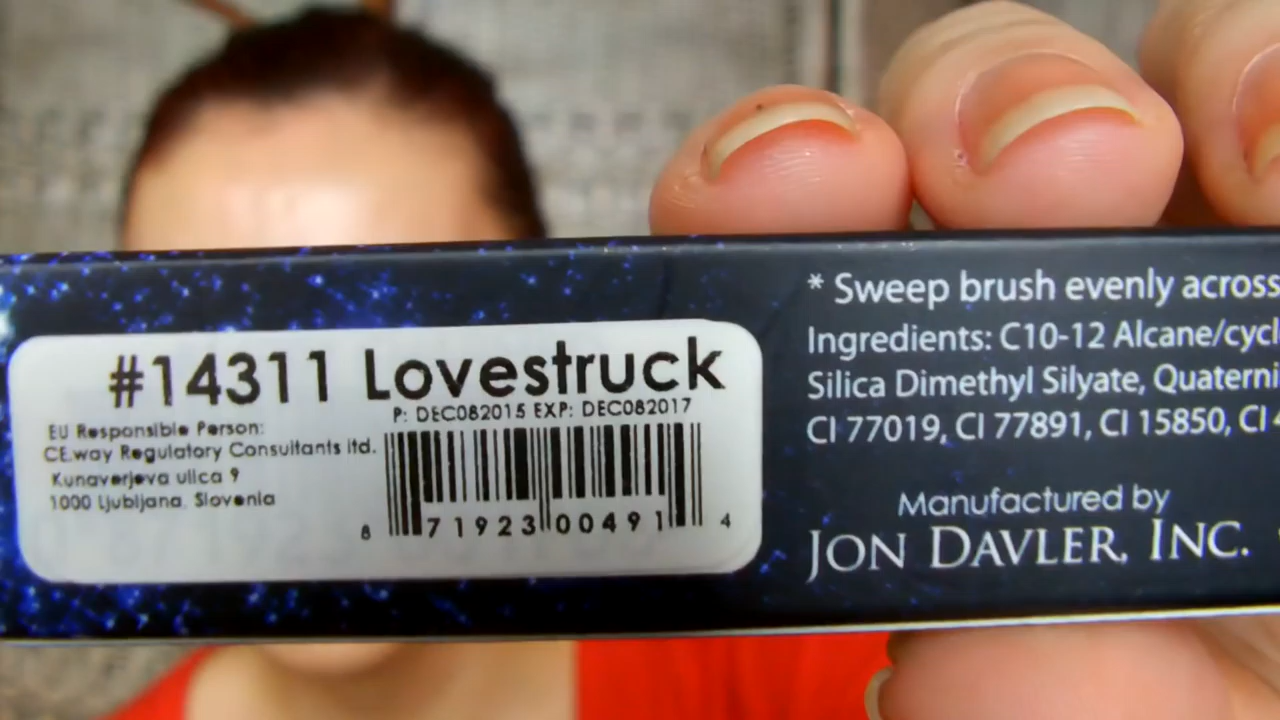 #14311 Lovestruck
P: DEC082015 EXP: DEC082017
EU Responsible Person:
CE.way Regulatory Consultants ltd.
Kunaverjeva ulica 9
1000 Ljubljana, Slovenia
8 71923 00491 4
* Sweep brush evenly across
Ingredients: C10-12 Alcane/cycl
Silica Dimethyl Silyate, Quaterni
CI 77019, CI 77891, CI 15850, CI 4
Manufactured by
JON DAVLER, INC.